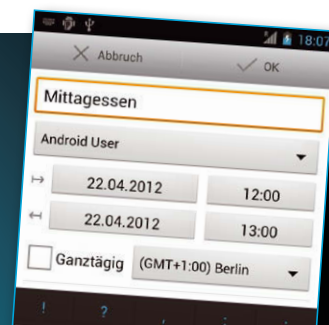 18:07
Abbruch
OK
Mittagessen
Android User
22.04.2012 12:00
22.04.2012 13:00
Ganztägig (GMT+1:00) Berlin
! ? , : .